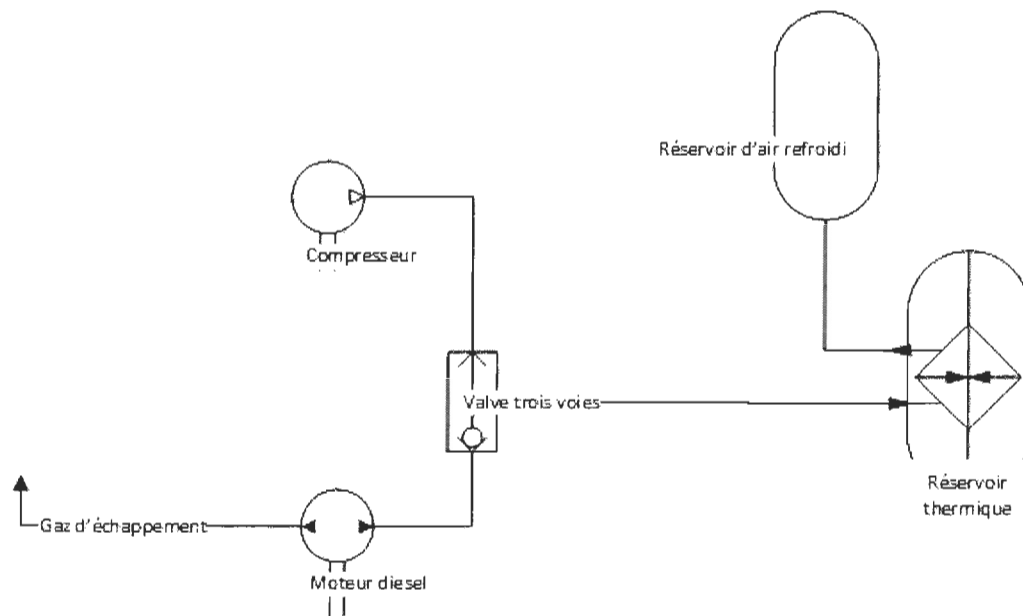 Réservoir d'air refroidi
Compresseur
Valve trois voies
Réservoir
thermique
Gaz d'échappement
Moteur diesel